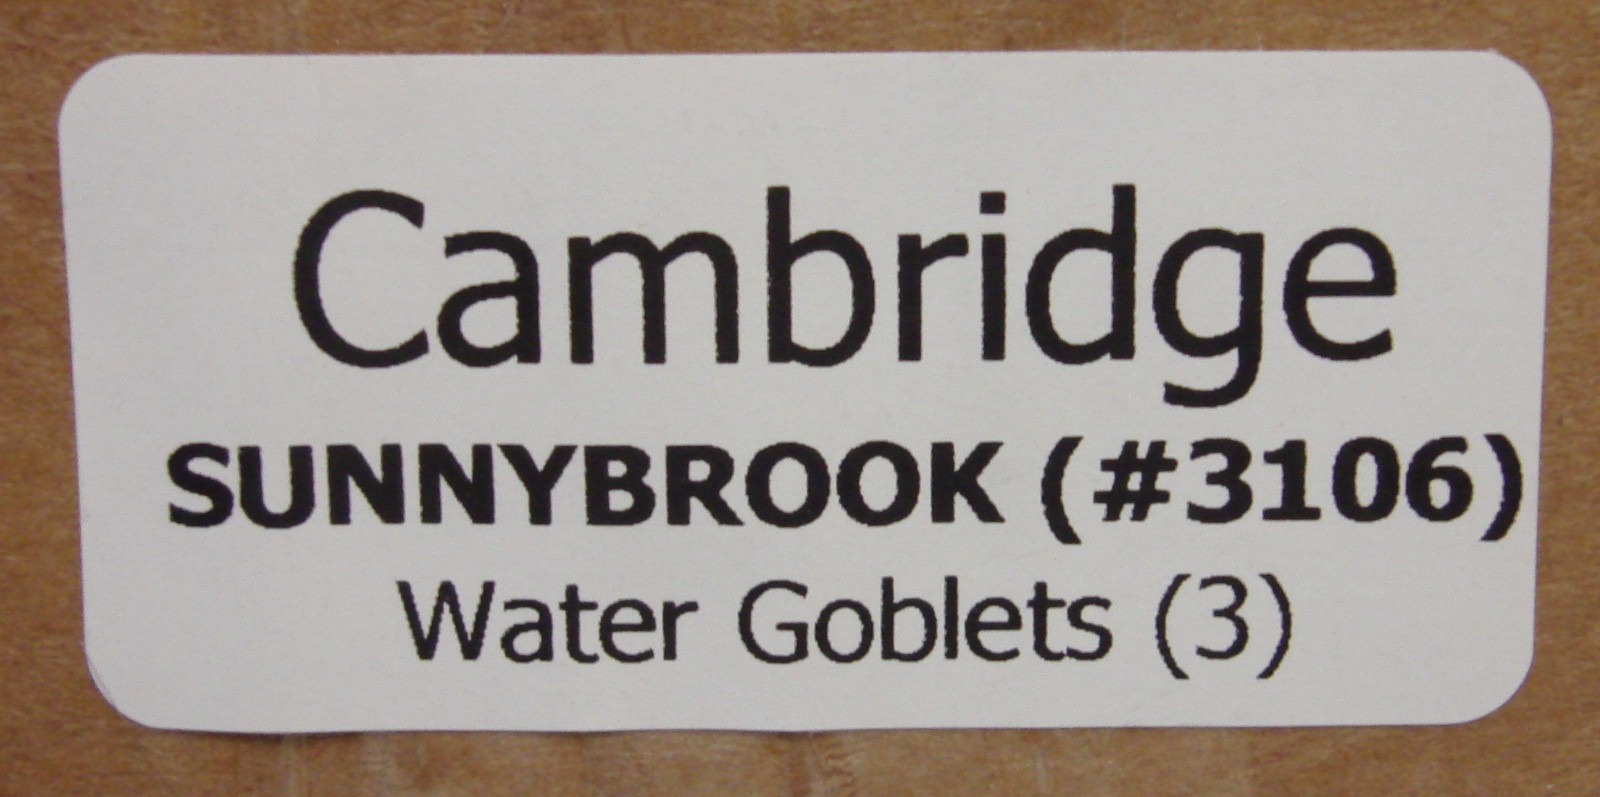 Cambridge
SUNNYBROOK (#3106)
Water Goblets (3)